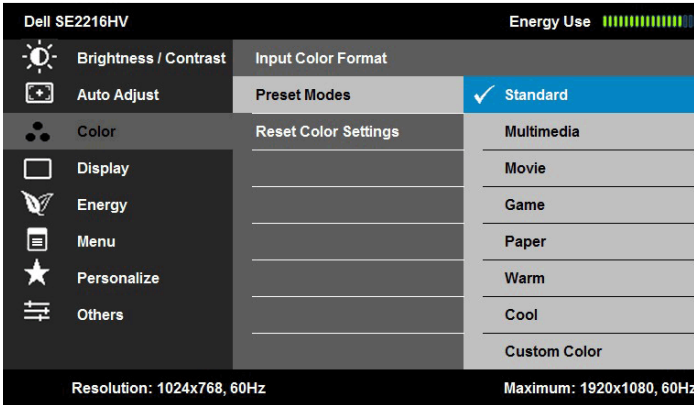 Dell SE2216HV Energy Use
Brightness / Contrast Input Color Format
Auto Adjust Preset Modes Standard
Color Reset Color Settings Multimedia
Display Movie
Energy Game
Menu Paper
Personalize Warm
Others Cool
Custom Color
Resolution: 1024x768, 60Hz Maximum: 1920x1080, 60Hz